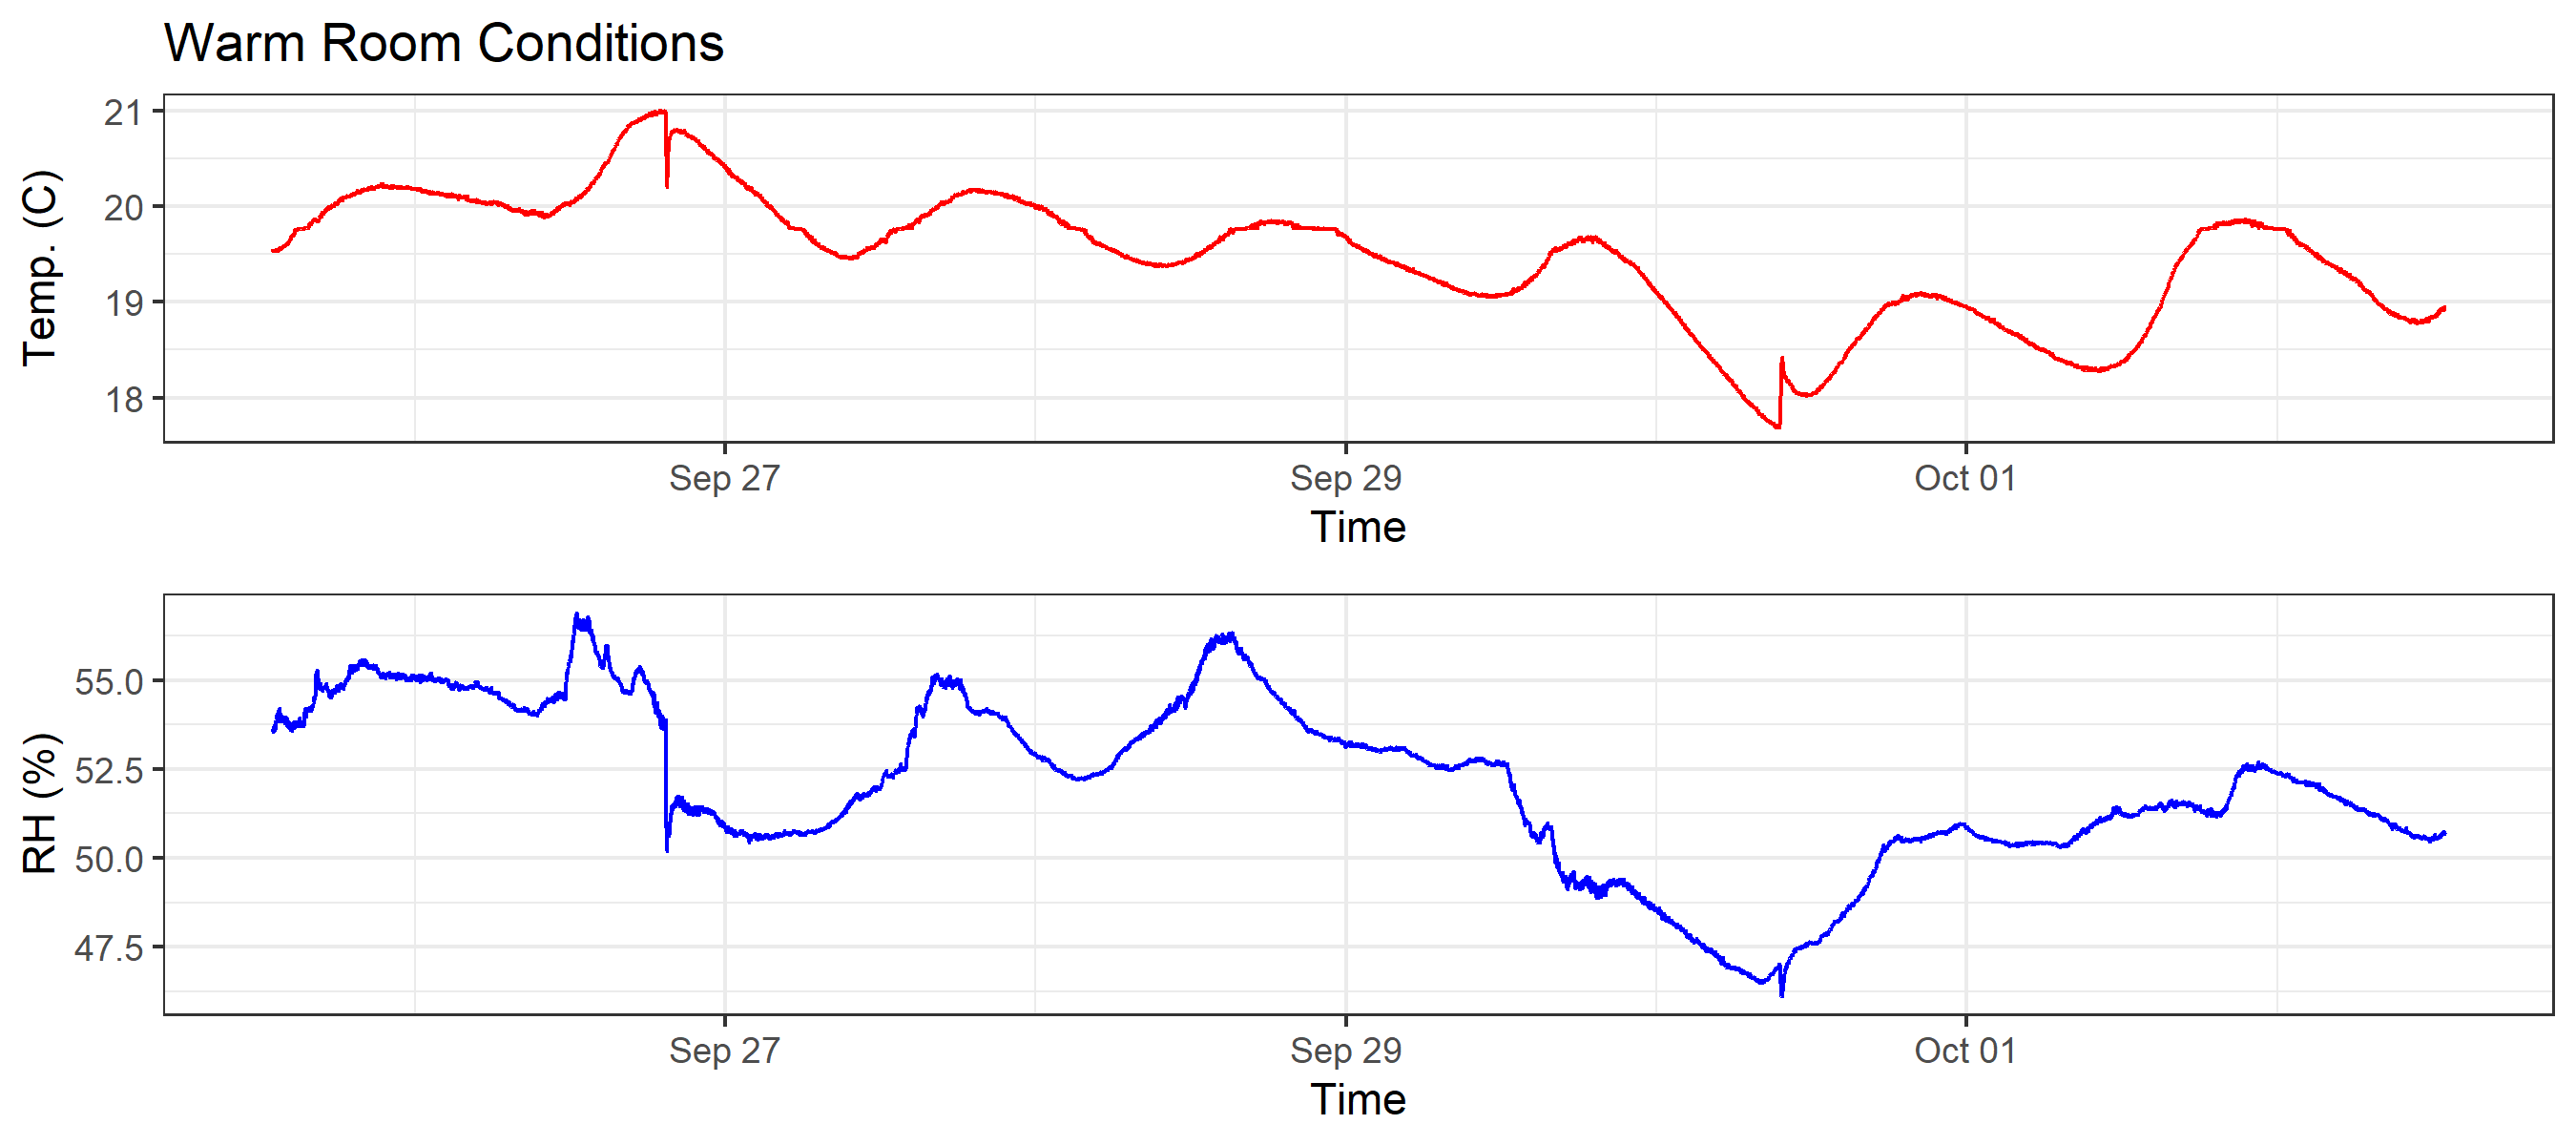 Warm Room Conditions
21
20
19
18
Temp. (C)
Sep 27 Sep 29 Oct 01
Time
55.0
52.5
50.0
47.5
RH (%)
Sep 27 Sep 29 Oct 01
Time